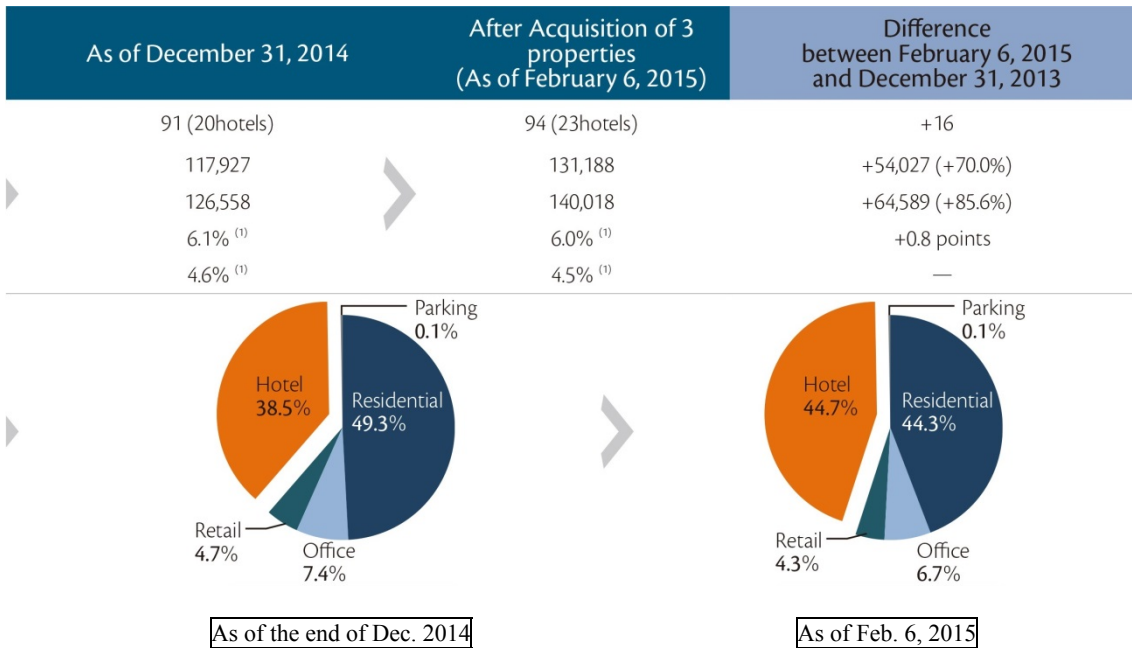 As of December 31, 2014
After Acquisition of 3
properties
(As of February 6, 2015)
Difference
between February 6, 2015
and December 31, 2013
91 (20hotels)
94 (23hotels)
+16
117,927
131,188
+54,027 (+70.0%)
126,558
140,018
+64,589 (+85.6%)
6.1% (1)
6.0% (1)
+0.8 points
4.6% (1)
4.5% (1)
—
Parking
0.1%
Hotel
38.5%
Residential
49.3%
Retail
4.7%
Office
7.4%
Parking
0.1%
Hotel
44.7%
Residential
44.3%
Retail
4.3%
Office
6.7%
As of the end of Dec. 2014
As of Feb. 6, 2015